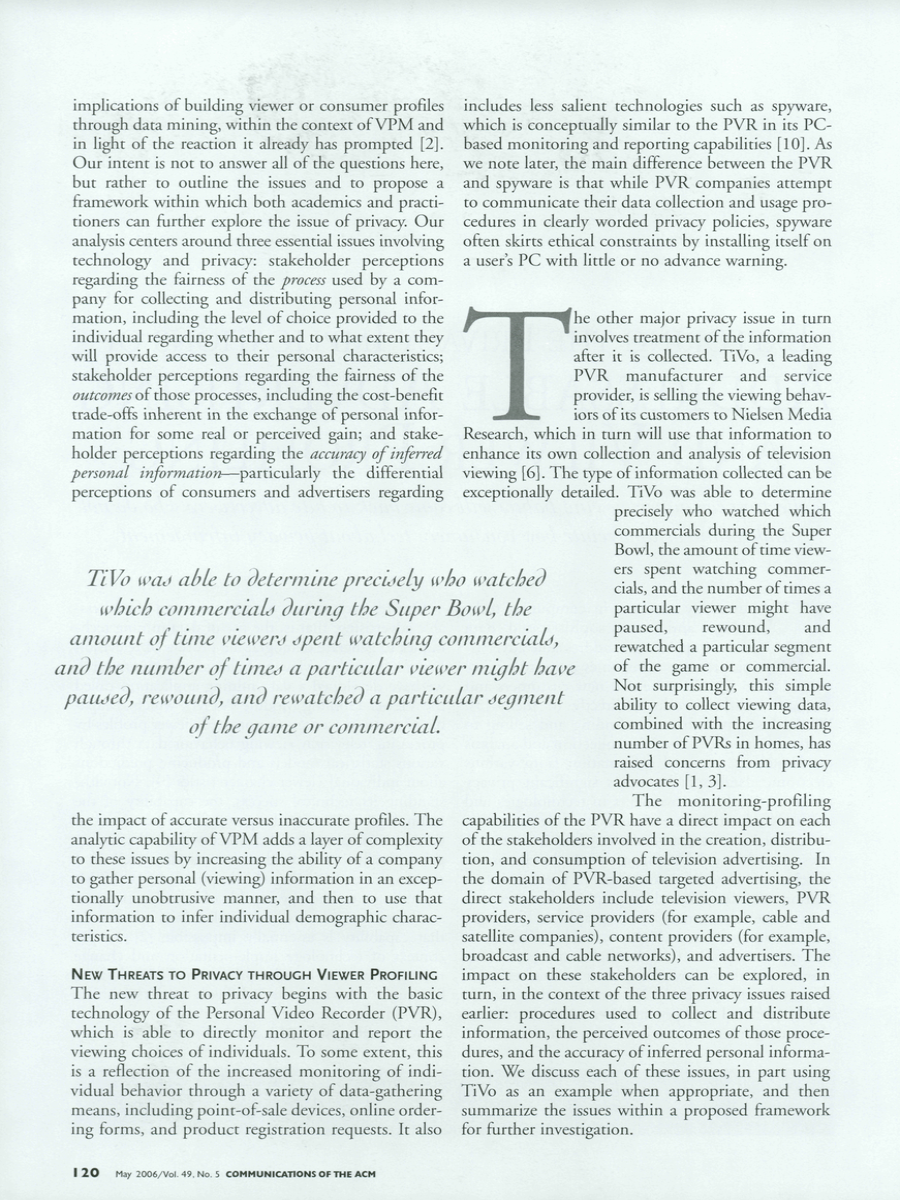 implications of building viewer or consumer profiles
through data mining, within the context of VPM and
in light of the reaction it already has prompted [2].
Our intent is not to answer all of the questions here,
but rather to outline the issues and to propose a
framework within which both academics and practi-
tioners can further explore the issue of privacy. Our
analysis centers around three essential issues involving
technology and privacy: stakeholder perceptions
regarding the fairness of the process used by a com-
pany for collecting and distributing personal infor-
mation, including the level of choice provided to the
individual regarding whether and to what extent they
will provide access to their personal characteristics;
stakeholder perceptions regarding the fairness of the
outcomes of those processes, including the cost-benefit
trade-offs inherent in the exchange of personal infor-
mation for some real or perceived gain; and stake-
holder perceptions regarding the accuracy of inferred
personal information—particularly the differential
perceptions of consumers and advertisers regarding
TiVo was able to determine precisely who watched
which commercials during the Super Bowl, the
amount of time viewers spent watching commercials,
and the number of times a particular viewer might have
paused, rewound, and rewatched a particular segment
of the game or commercial.
the impact of accurate versus inaccurate profiles. The
analytic capability of VPM adds a layer of complexity
to these issues by increasing the ability of a company
to gather personal (viewing) information in an excep-
tionally unobtrusive manner, and then to use that
information to infer individual demographic charac-
teristics.
NEW THREATS TO PRIVACY THROUGH VIEWER PROFILING
The new threat to privacy begins with the basic
technology of the Personal Video Recorder (PVR),
which is able to directly monitor and report the
viewing choices of individuals. To some extent, this
is a reflection of the increased monitoring of indi-
vidual behavior through a variety of data-gathering
means, including point-of-sale devices, online order-
ing forms, and product registration requests. It also
includes less salient technologies such as spyware,
which is conceptually similar to the PVR in its PC-
based monitoring and reporting capabilities [10]. As
we note later, the main difference between the PVR
and spyware is that while PVR companies attempt
to communicate their data collection and usage pro-
cedures in clearly worded privacy policies, spyware
often skirts ethical constraints by installing itself on
a user's PC with little or no advance warning.
The other major privacy issue in turn
involves treatment of the information
after it is collected. TiVo, a leading
PVR manufacturer and service
provider, is selling the viewing behav-
iors of its customers to Nielsen Media
Research, which in turn will use that information to
enhance its own collection and analysis of television
viewing [6]. The type of information collected can be
exceptionally detailed. TiVo was able to determine
precisely who watched which
commercials during the Super
Bowl, the amount of time view-
ers spent watching commer-
cials, and the number of times a
particular viewer might have
paused, rewound, and
rewatched a particular segment
of the game or commercial.
Not surprisingly, this simple
ability to collect viewing data,
combined with the increasing
number of PVRs in homes, has
raised concerns from privacy
advocates [1, 3].
The monitoring-profiling
capabilities of the PVR have a direct impact on each
of the stakeholders involved in the creation, distribu-
tion, and consumption of television advertising. In
the domain of PVR-based targeted advertising, the
direct stakeholders include television viewers, PVR
providers, service providers (for example, cable and
satellite companies), content providers (for example,
broadcast and cable networks), and advertisers. The
impact on these stakeholders can be explored, in
turn, in the context of the three privacy issues raised
earlier: procedures used to collect and distribute
information, the perceived outcomes of those proce-
dures, and the accuracy of inferred personal informa-
tion. We discuss each of these issues, in part using
TiVo as an example when appropriate, and then
summarize the issues within a proposed framework
for further investigation.
120 May 2006/Vol. 49, No. 5 COMMUNICATIONS OF THE ACM